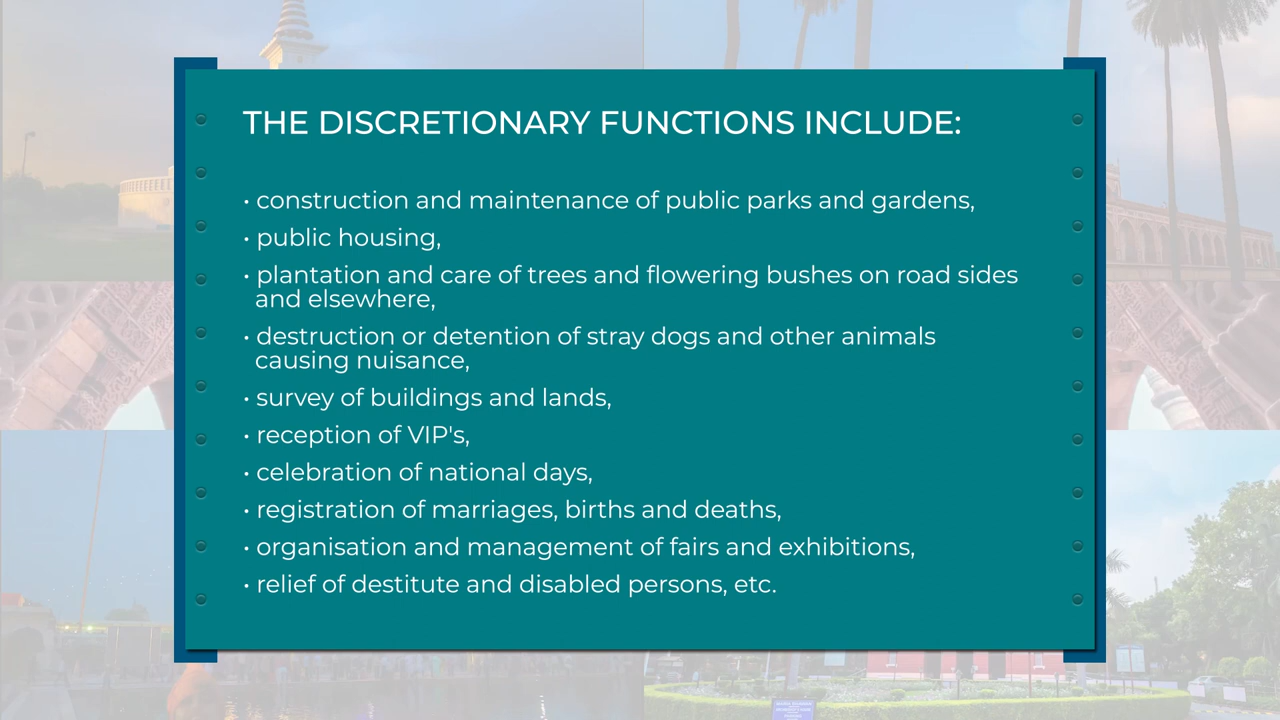 THE DISCRETIONARY FUNCTIONS INCLUDE:
• construction and maintenance of public parks and gardens,
• public housing,
• plantation and care of trees and flowering bushes on road sides
and elsewhere,
• destruction or detention of stray dogs and other animals
causing nuisance,
• survey of buildings and lands,
• reception of VIP's,
• celebration of national days,
• registration of marriages, births and deaths,
• organisation and management of fairs and exhibitions,
• relief of destitute and disabled persons, etc.